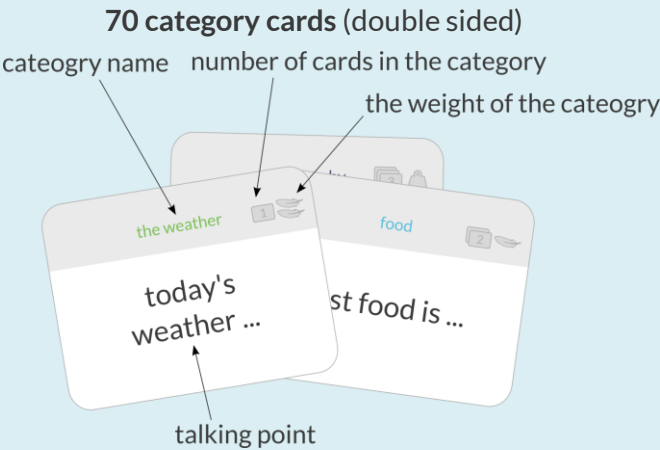 70 category cards (double sided)
cateogry name
number of cards in the category
the weight of the cateogry
3
the weather
1
food
2
today's
weather ...
st food is ...
talking point